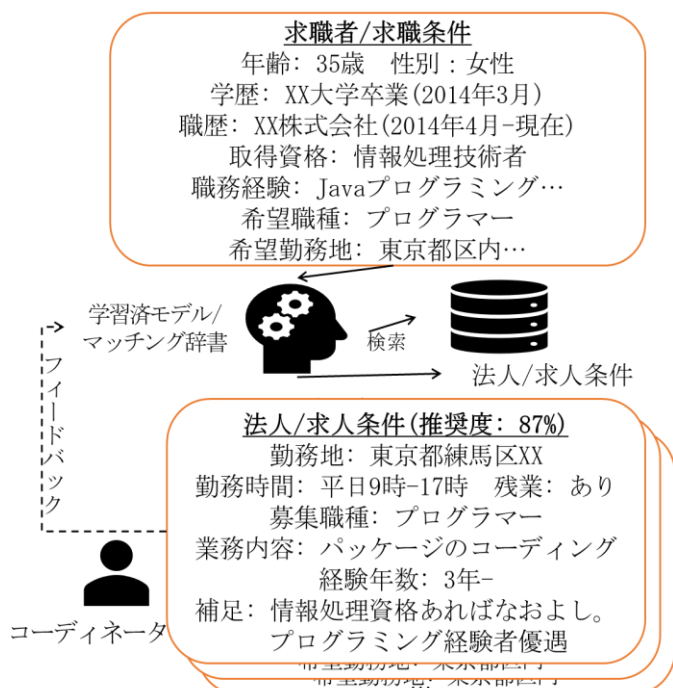 求職者/求職条件
年齢: 35歳　性別：女性
学歴: XX大学卒業(2014年3月)
職歴: XX株式会社(2014年4月-現在)
取得資格: 情報処理技術者
職務経験: Javaプログラミング…
希望職種: プログラマー
希望勤務地: 東京都区内…
学習済モデル/
マッチング辞書
検索
法人/求人条件
フィードバック
法人/求人条件(推奨度: 87%)
勤務地: 東京都練馬区XX
勤務時間: 平日9時-17時　残業: あり
募集職種: プログラマー
業務内容: パッケージのコーディング
経験年数: 3年-
補足: 情報処理資格あればなおよし。
プログラミング経験者優遇
コーディネータ